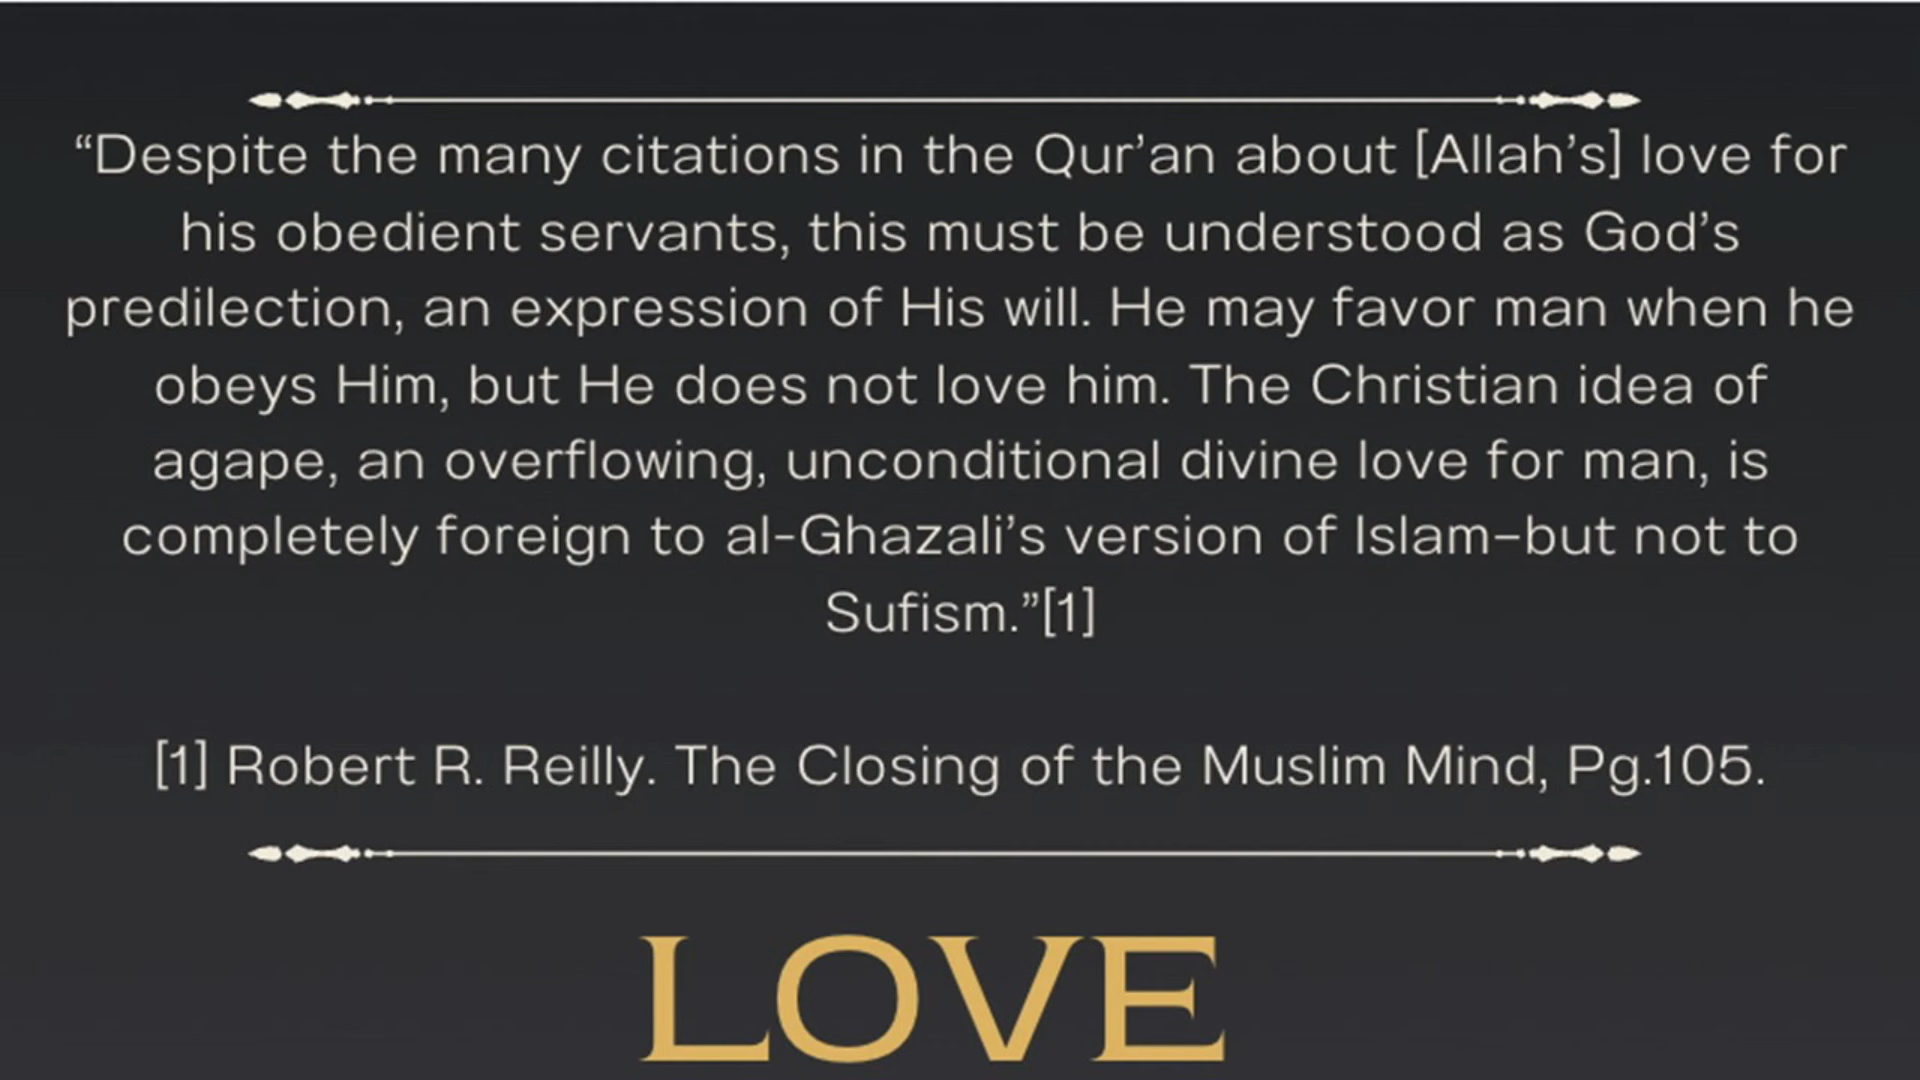 “Despite the many citations in the Qur’an about [Allah’s] love for
his obedient servants, this must be understood as God’s
predilection, an expression of His will. He may favor man when he
obeys Him, but He does not love him. The Christian idea of
agape, an overflowing, unconditional divine love for man, is
completely foreign to al-Ghazali’s version of Islam–but not to
Sufism.”[1]
[1] Robert R. Reilly. The Closing of the Muslim Mind, Pg.105.
LOVE